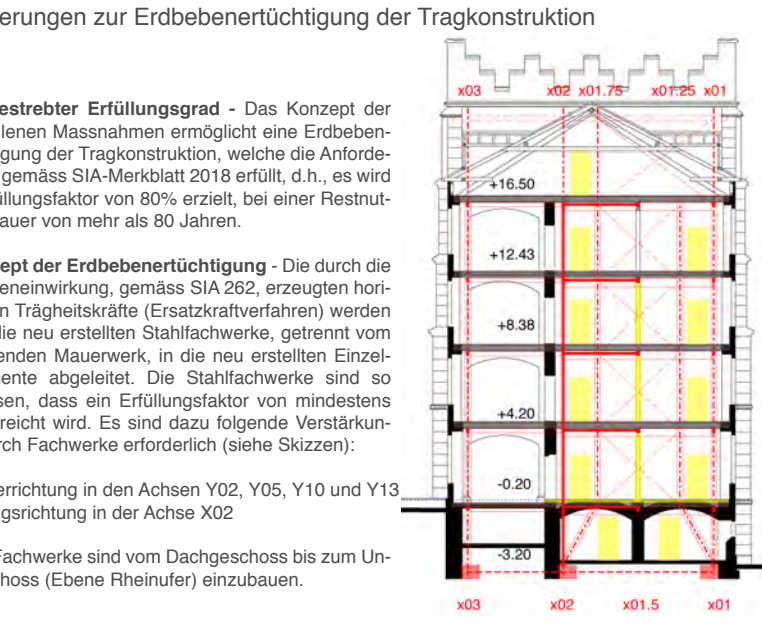 erungen zur Erdbebenertüchtigung der Tragkonstruktion
estrebter Erfüllungsgrad - Das Konzept der
lenen Massnahmen ermöglicht eine Erdbeben-
igung der Tragkonstruktion, welche die Anforde-
gemäss SIA-Merkblatt 2018 erfüllt, d.h., es wird
üllungsfaktor von 80% erzielt, bei einer Restnut-
auer von mehr als 80 Jahren.
ept der Erdbebenertüchtigung - Die durch die
eneinwirkung, gemäss SIA 262, erzeugten hori-
n Trägheitskräfte (Ersatzkraftverfahren) werden
die neu erstellten Stahlfachwerke, getrennt vom
enden Mauerwerk, in die neu erstellten Einzel-
ente abgeleitet. Die Stahlfachwerke sind so
sen, dass ein Erfüllungsfaktor von mindestens
reicht wird. Es sind dazu folgende Verstärkun-
rch Fachwerke erforderlich (siehe Skizzen):
errichtung in den Achsen Y02, Y05, Y10 und Y13
gsrichtung in der Achse X02
Fachwerke sind vom Dachgeschoss bis zum Un-
hoss (Ebene Rheinufer) einzubauen.
x03 x02 x01.75 x01.25 x01
+16.50
+12.43
+8.38
+4.20
-0.20
-3.20
x03 x02 x01.5 x01